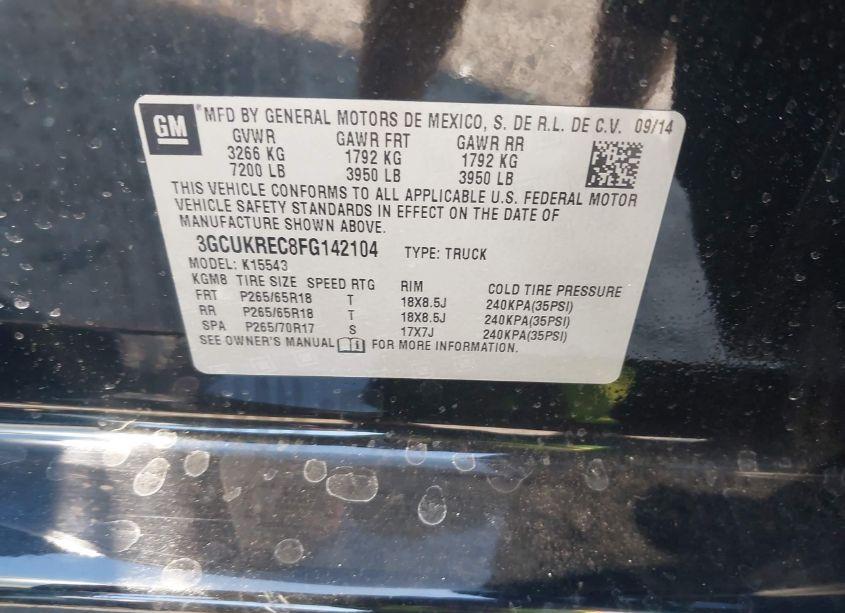 GM ® MFD BY GENERAL MOTORS DE MEXICO, S. DE R.L. DE C.V. 09/14
GVWR GAWR FRT GAWR RR
3266 KG 1792 KG 1792 KG
7200 LB 3950 LB 3950 LB
THIS VEHICLE CONFORMS TO ALL APPLICABLE U.S. FEDERAL MOTOR
VEHICLE SAFETY STANDARDS IN EFFECT ON THE DATE OF
MANUFACTURE SHOWN ABOVE.
3GCUKREC8FG142104 TYPE: TRUCK
MODEL: K15543
KGM8 TIRE SIZE SPEED RTG RIM COLD TIRE PRESSURE
FRT P265/65R18 T 18X8.5J 240KPA(35PSI)
RR P265/65R18 T 18X8.5J 240KPA(35PSI)
SPA P265/70R17 S 17X7J 240KPA(35PSI)
SEE OWNER'S MANUAL FOR MORE INFORMATION.